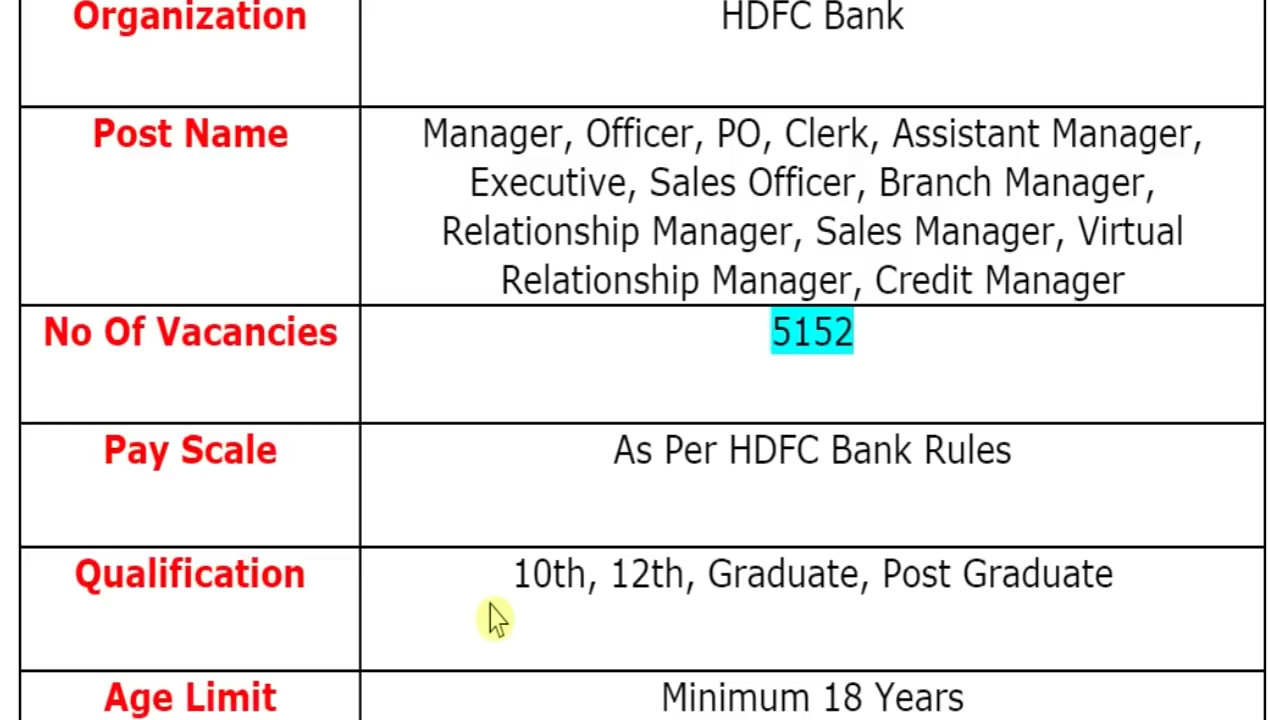 Organization
HDFC Bank
Post Name
Manager, Officer, PO, Clerk, Assistant Manager,
Executive, Sales Officer, Branch Manager,
Relationship Manager, Sales Manager, Virtual
Relationship Manager, Credit Manager
No Of Vacancies
5152
Pay Scale
As Per HDFC Bank Rules
Qualification
10th, 12th, Graduate, Post Graduate
Age Limit
Minimum 18 Years